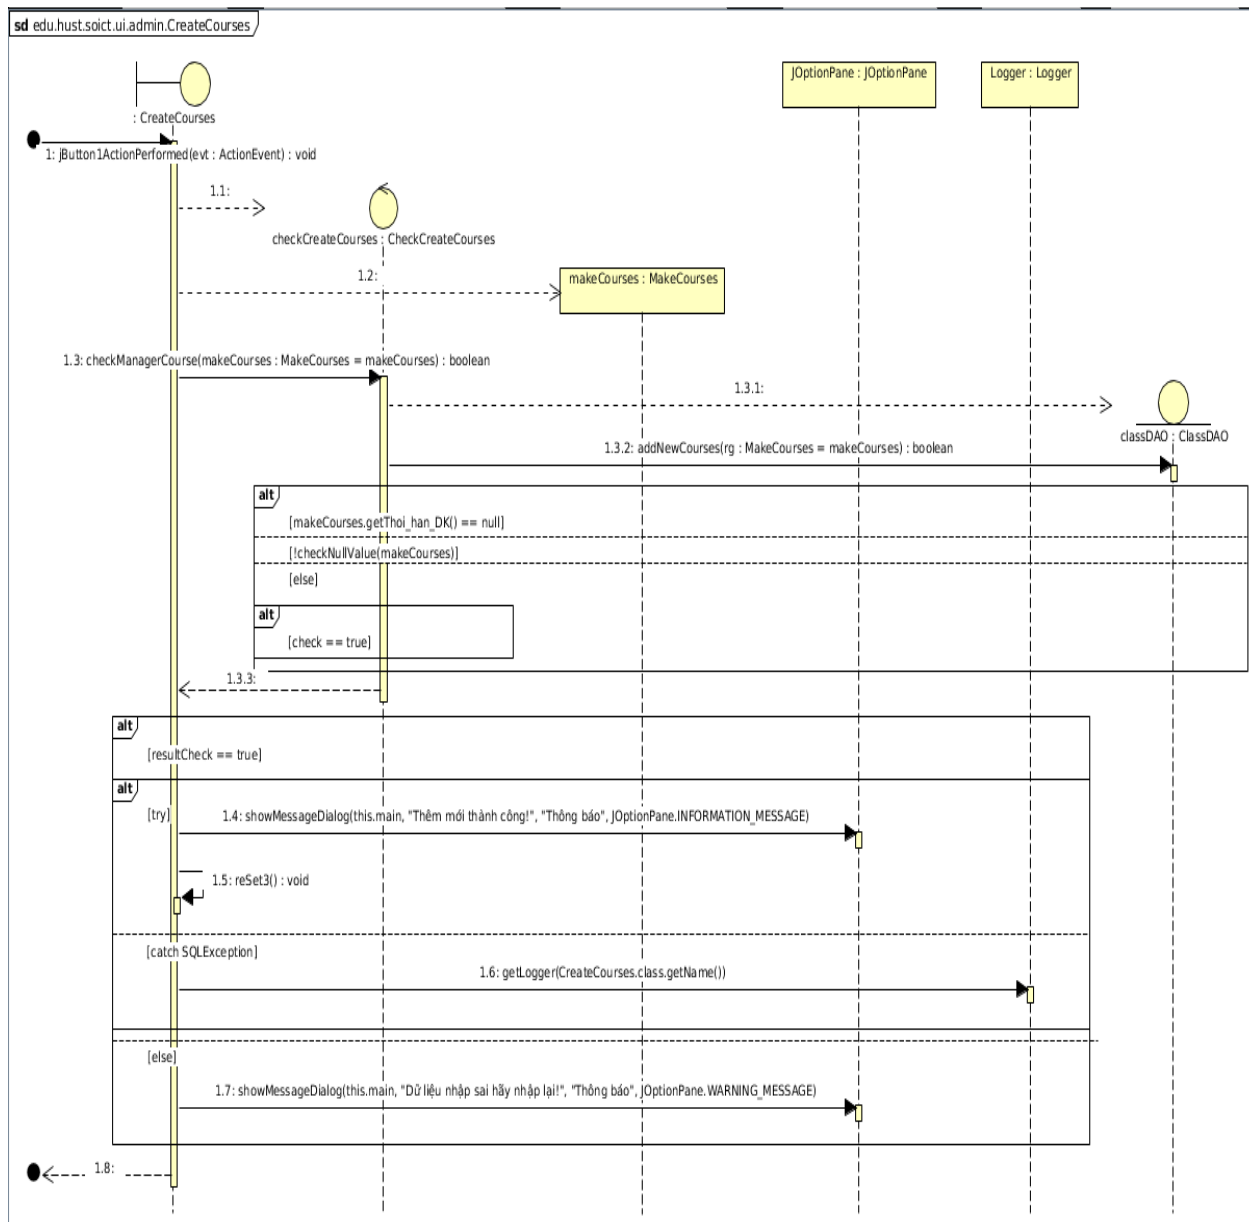 sd edu.hust.soict.ui.admin.CreateCourses
JOptionPane : JOptionPane
Logger : Logger
: CreateCourses
1: jButton1ActionPerformed(evt : ActionEvent) : void
1.1:
checkCreateCourses : CheckCreateCourses
1.2:
makeCourses : MakeCourses
1.3: checkManagerCourse(makeCourses : MakeCourses = makeCourses) : boolean
1.3.1:
classDAO : ClassDAO
1.3.2: addNewCourses(rg : MakeCourses = makeCourses) : boolean
alt
[makeCourses.getThoi_han_DK() == null]
[!checkNullValue(makeCourses)]
[else]
alt
[check == true]
1.3.3:
alt
[resultCheck == true]
alt
[try]
1.4: showMessageDialog(this.main, "Thêm mới thành công!", "Thông báo", JOptionPane.INFORMATION_MESSAGE)
1.5: reSet3() : void
[catch SQLException]
1.6: getLogger(CreateCourses.class.getName())
[else]
1.7: showMessageDialog(this.main, "Dữ liệu nhập sai hãy nhập lại!", "Thông báo", JOptionPane.WARNING_MESSAGE)
1.8: